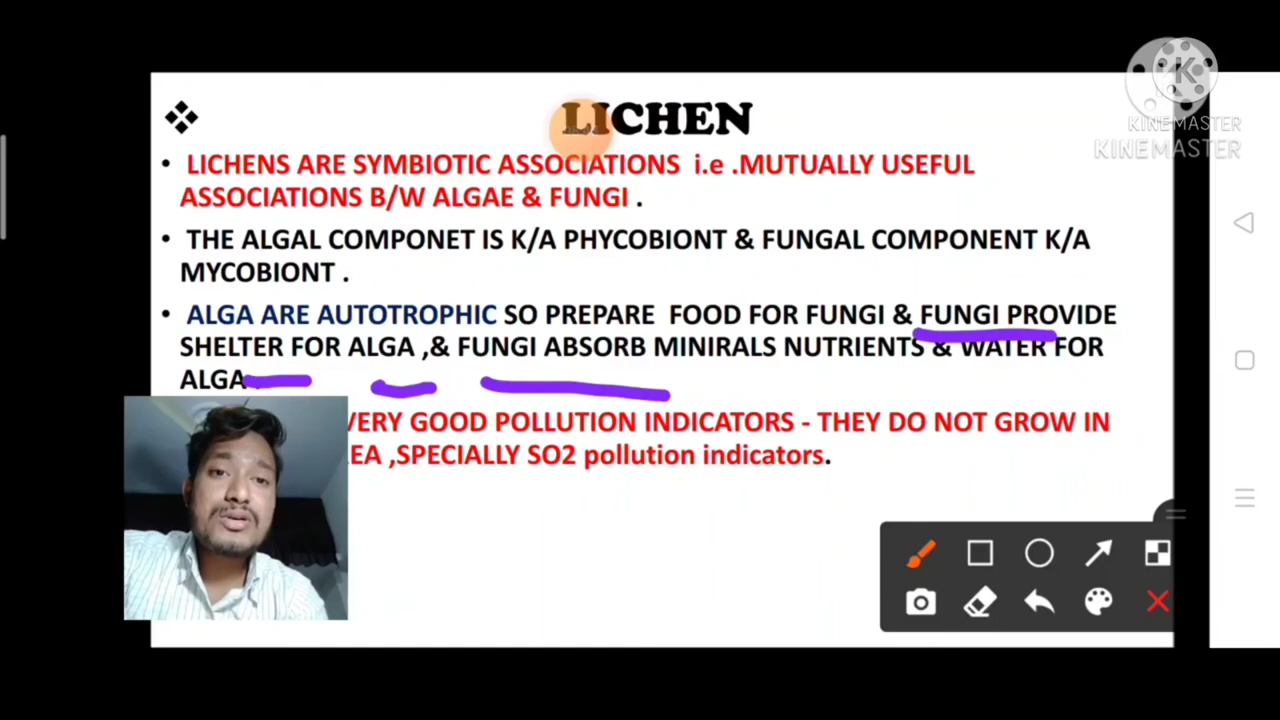 LICHEN
• LICHENS ARE SYMBIOTIC ASSOCIATIONS i.e .MUTUALLY USEFUL
ASSOCIATIONS B/W ALGAE & FUNGI .
• THE ALGAL COMPONET IS K/A PHYCOBIONT & FUNGAL COMPONENT K/A
MYCOBIONT .
• ALGA ARE AUTOTROPHIC SO PREPARE FOOD FOR FUNGI & FUNGI PROVIDE
SHELTER FOR ALGA ,& FUNGI ABSORB MINIRALS NUTRIENTS & WATER FOR
ALGA
VERY GOOD POLLUTION INDICATORS - THEY DO NOT GROW IN
,SPECIALLY SO2 pollution indicators.
KINEMASTER
KINEMASTER